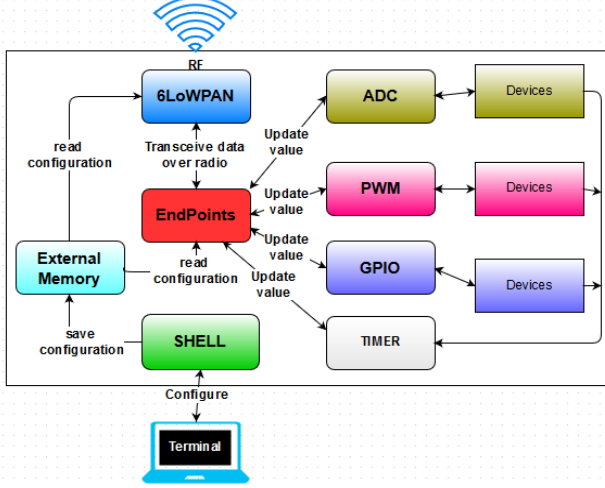 RF
6LoWPAN
ADC
Devices
read
configuration
Transceive data
over radio
Update
value
EndPoints
Update
value
PWM
Devices
External
Memory
read
configuration
Update
value
Update
value
GPIO
Devices
save
configuration
SHELL
TIMER
Configure
Terminal